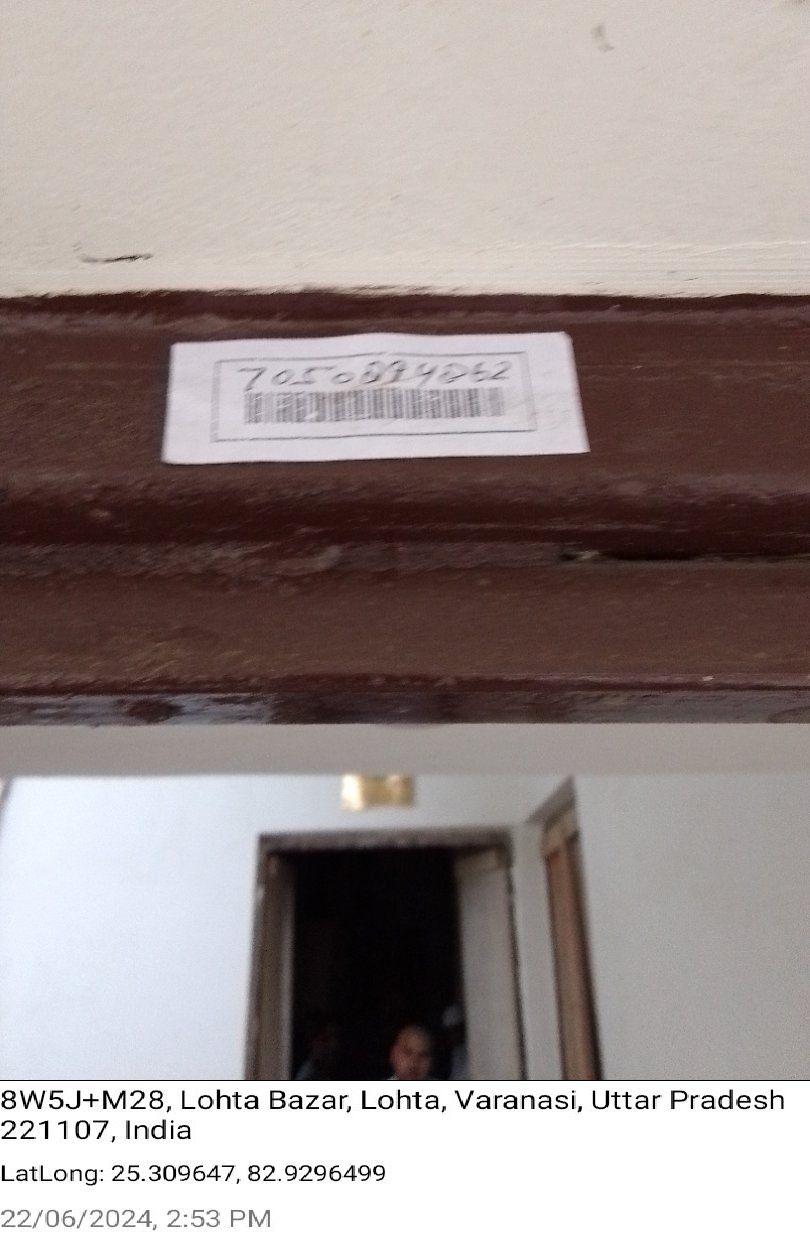 8W5J+M28, Lohta Bazar, Lohta, Varanasi, Uttar Pradesh
221107, India
LatLong: 25.309647, 82.9296499
22/06/2024, 2:53 PM